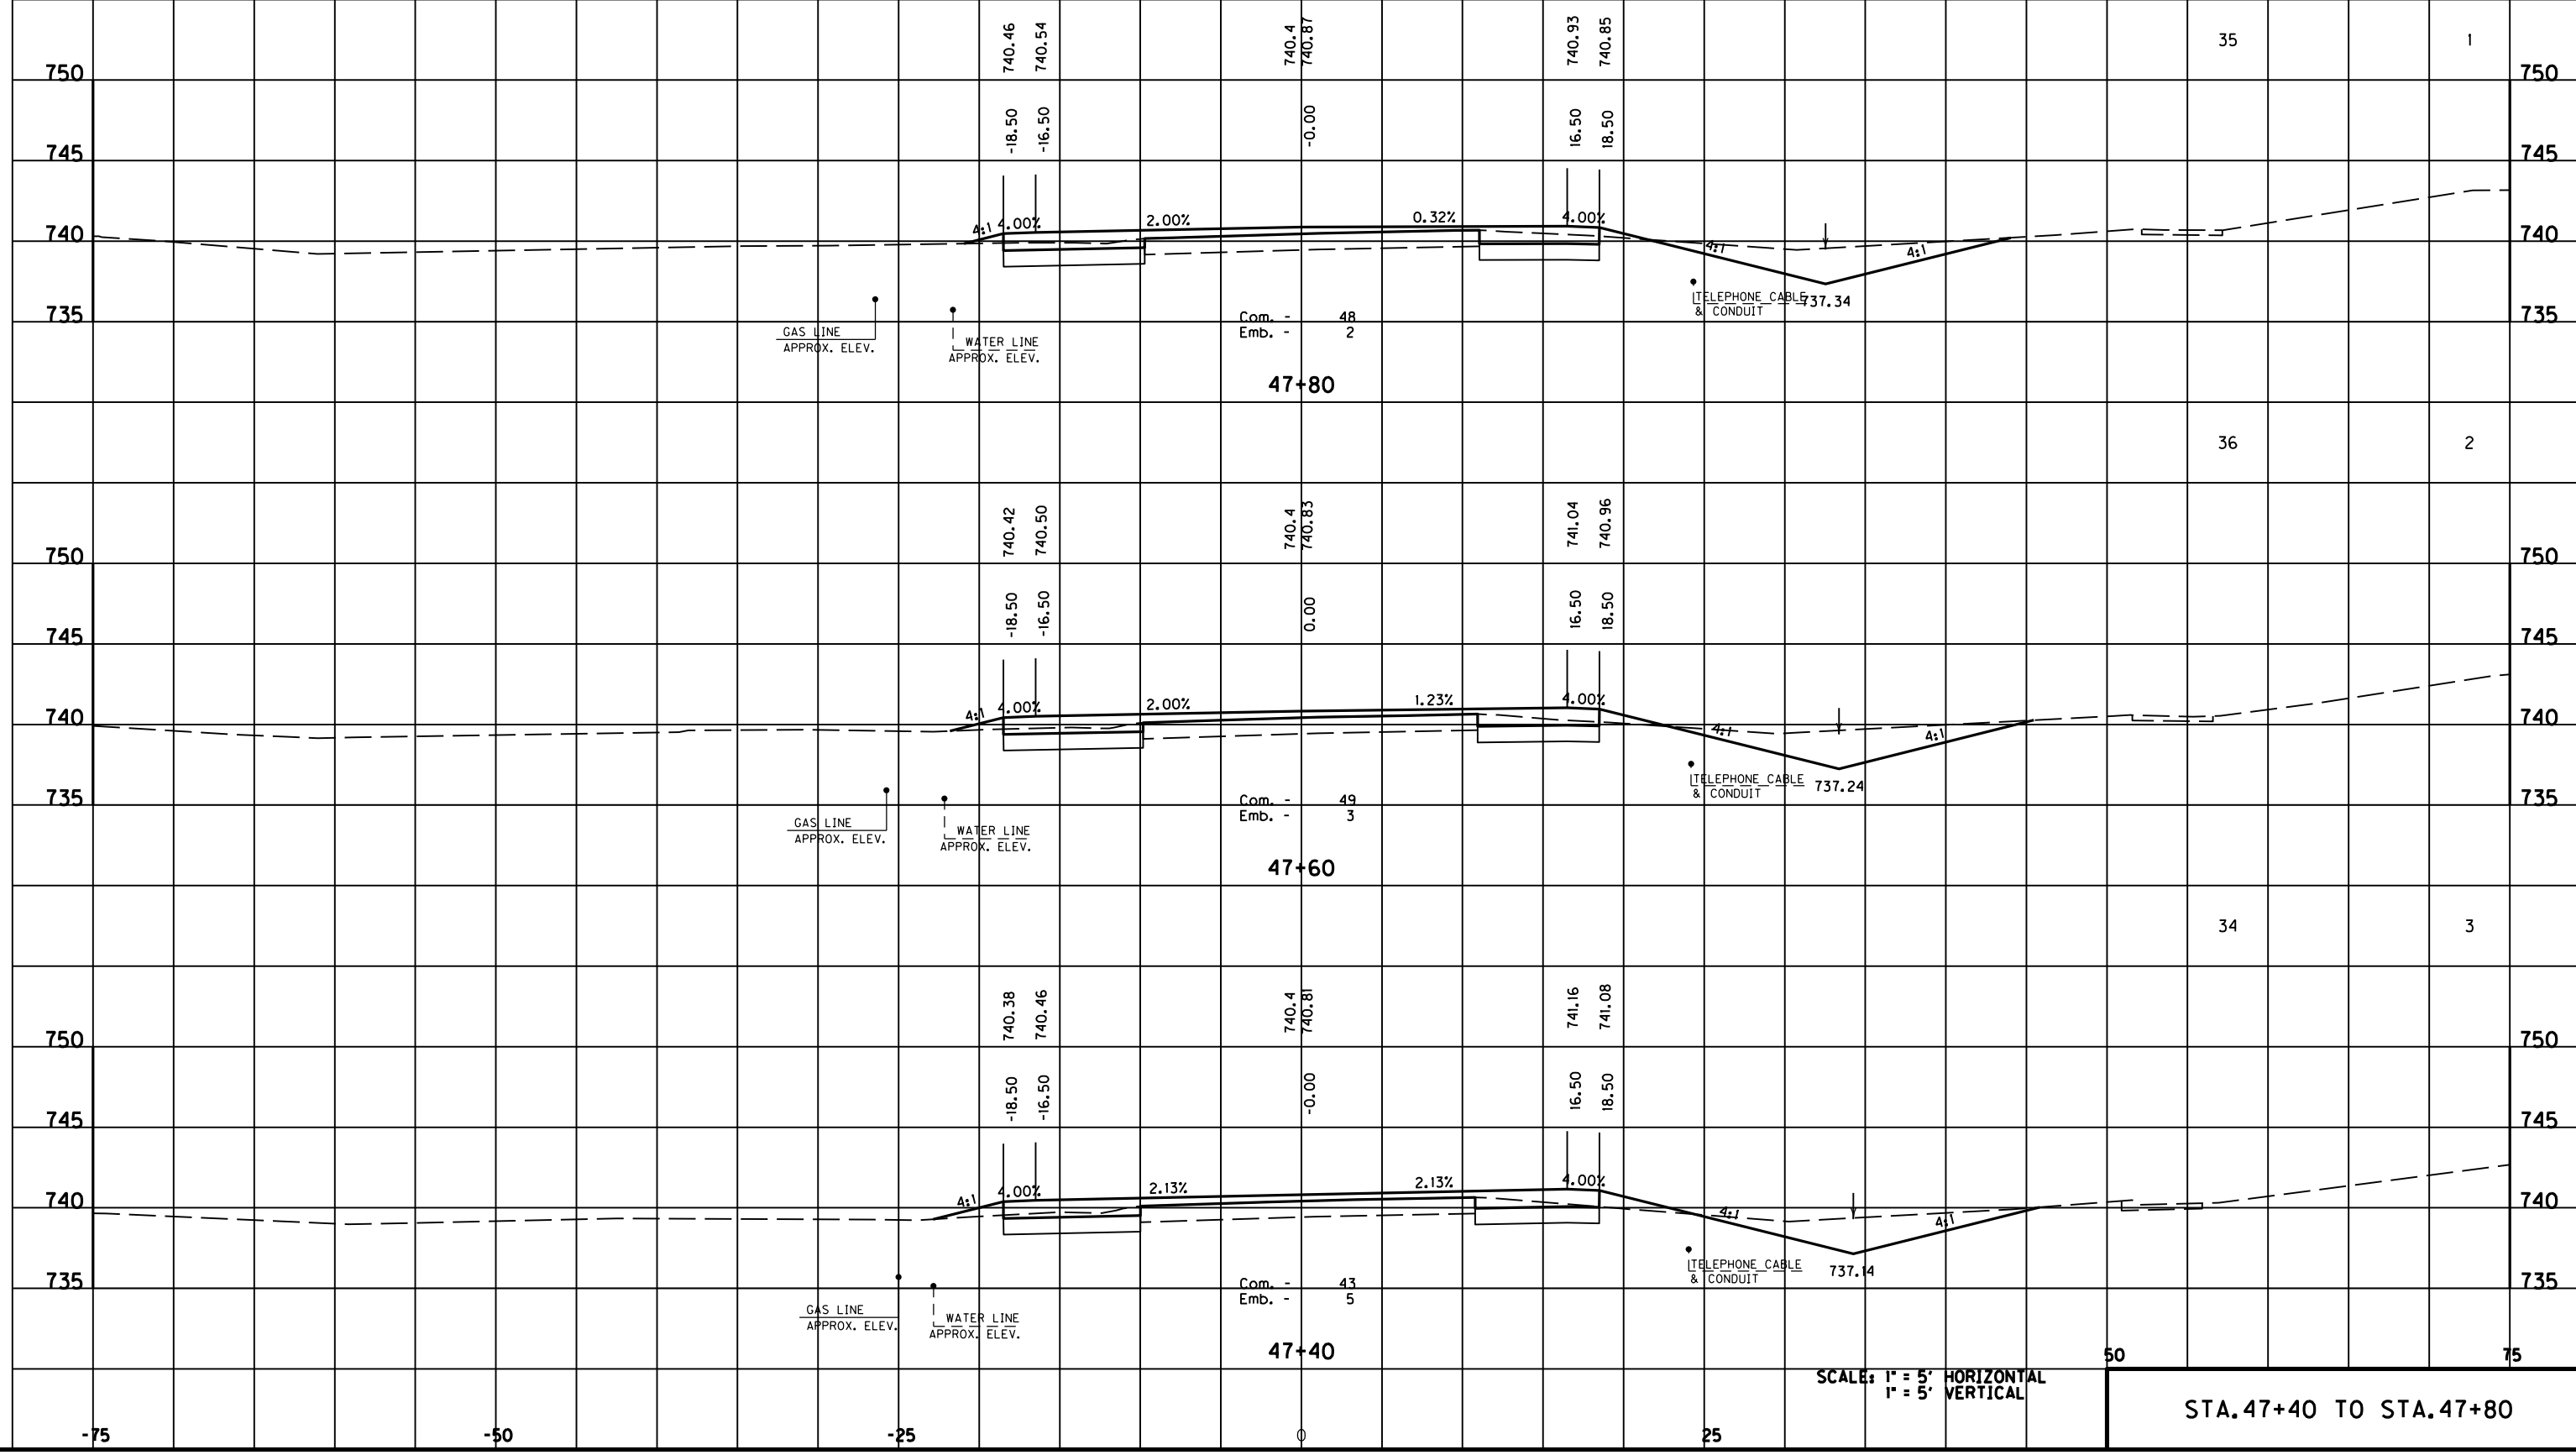 740.46 740.54 740.4 740.87 740.93 740.85 35 1
750 750
-18.50 -16.50 -0.00 16.50 18.50
745 745
4:1 4.00% 2.00% 0.32% 4.00%
740 4:1 4:1 740
TELEPHONE CABLE 737.34
& CONDUIT
735 Com. - 48 735
GAS LINE Emb. - 2
APPROX. ELEV. WATER LINE
APPROX. ELEV.
47+80
36 2
740.42 740.50 740.4 740.83 741.04 740.96
750 750
-18.50 -16.50 0.00 16.50 18.50
745 745
4:1 4.00% 2.00% 1.23% 4.00%
740 4:1 4:1 740
TELEPHONE CABLE 737.24
& CONDUIT
735 Com. - 49 735
Emb. - 3
GAS LINE WATER LINE
APPROX. ELEV. APPROX. ELEV.
47+60
34 3
740.38 740.46 740.4 740.81 741.16 741.08
750 750
-18.50 -16.50 -0.00 16.50 18.50
745 745
4:1 4.00% 2.13% 2.13% 4.00%
740 4:1 4:1 740
TELEPHONE CABLE 737.14
& CONDUIT
735 Com. - 43 735
Emb. - 5
GAS LINE WATER LINE
APPROX. ELEV. APPROX. ELEV.
47+40
50 75
SCALE: 1" = 5' HORIZONTAL
1" = 5' VERTICAL
STA.47+40 TO STA.47+80
-75 -50 -25 0 25